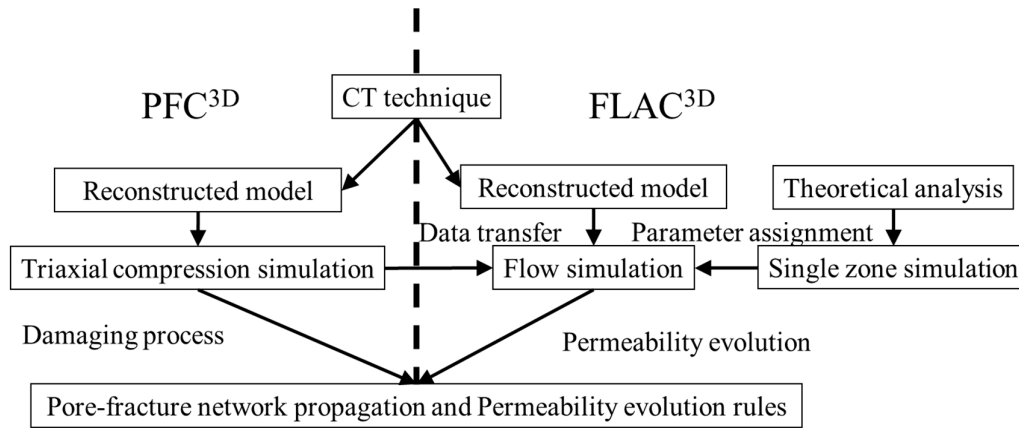 CT technique
PFC3D
FLAC3D
Reconstructed model
Reconstructed model
Theoretical analysis
Data transfer
Parameter assignment
Triaxial compression simulation
Flow simulation
Single zone simulation
Damaging process
Permeability evolution
Pore-fracture network propagation and Permeability evolution rules